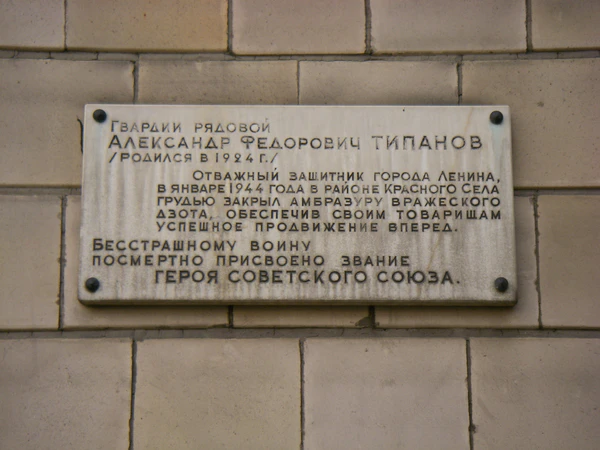 Гвардии рядовой
Александр Федорович ТИПАНОВ
/родился в 1924 г./
Отважный защитник города Ленина,
в январе 1944 года в районе Красного Села
грудью закрыл амбразуру вражеского
дзота, обеспечив своим товарищам
успешное продвижение вперед.
Бесстрашному воину
посмертно присвоено звание
ГЕРОЯ СОВЕТСКОГО СОЮЗА.